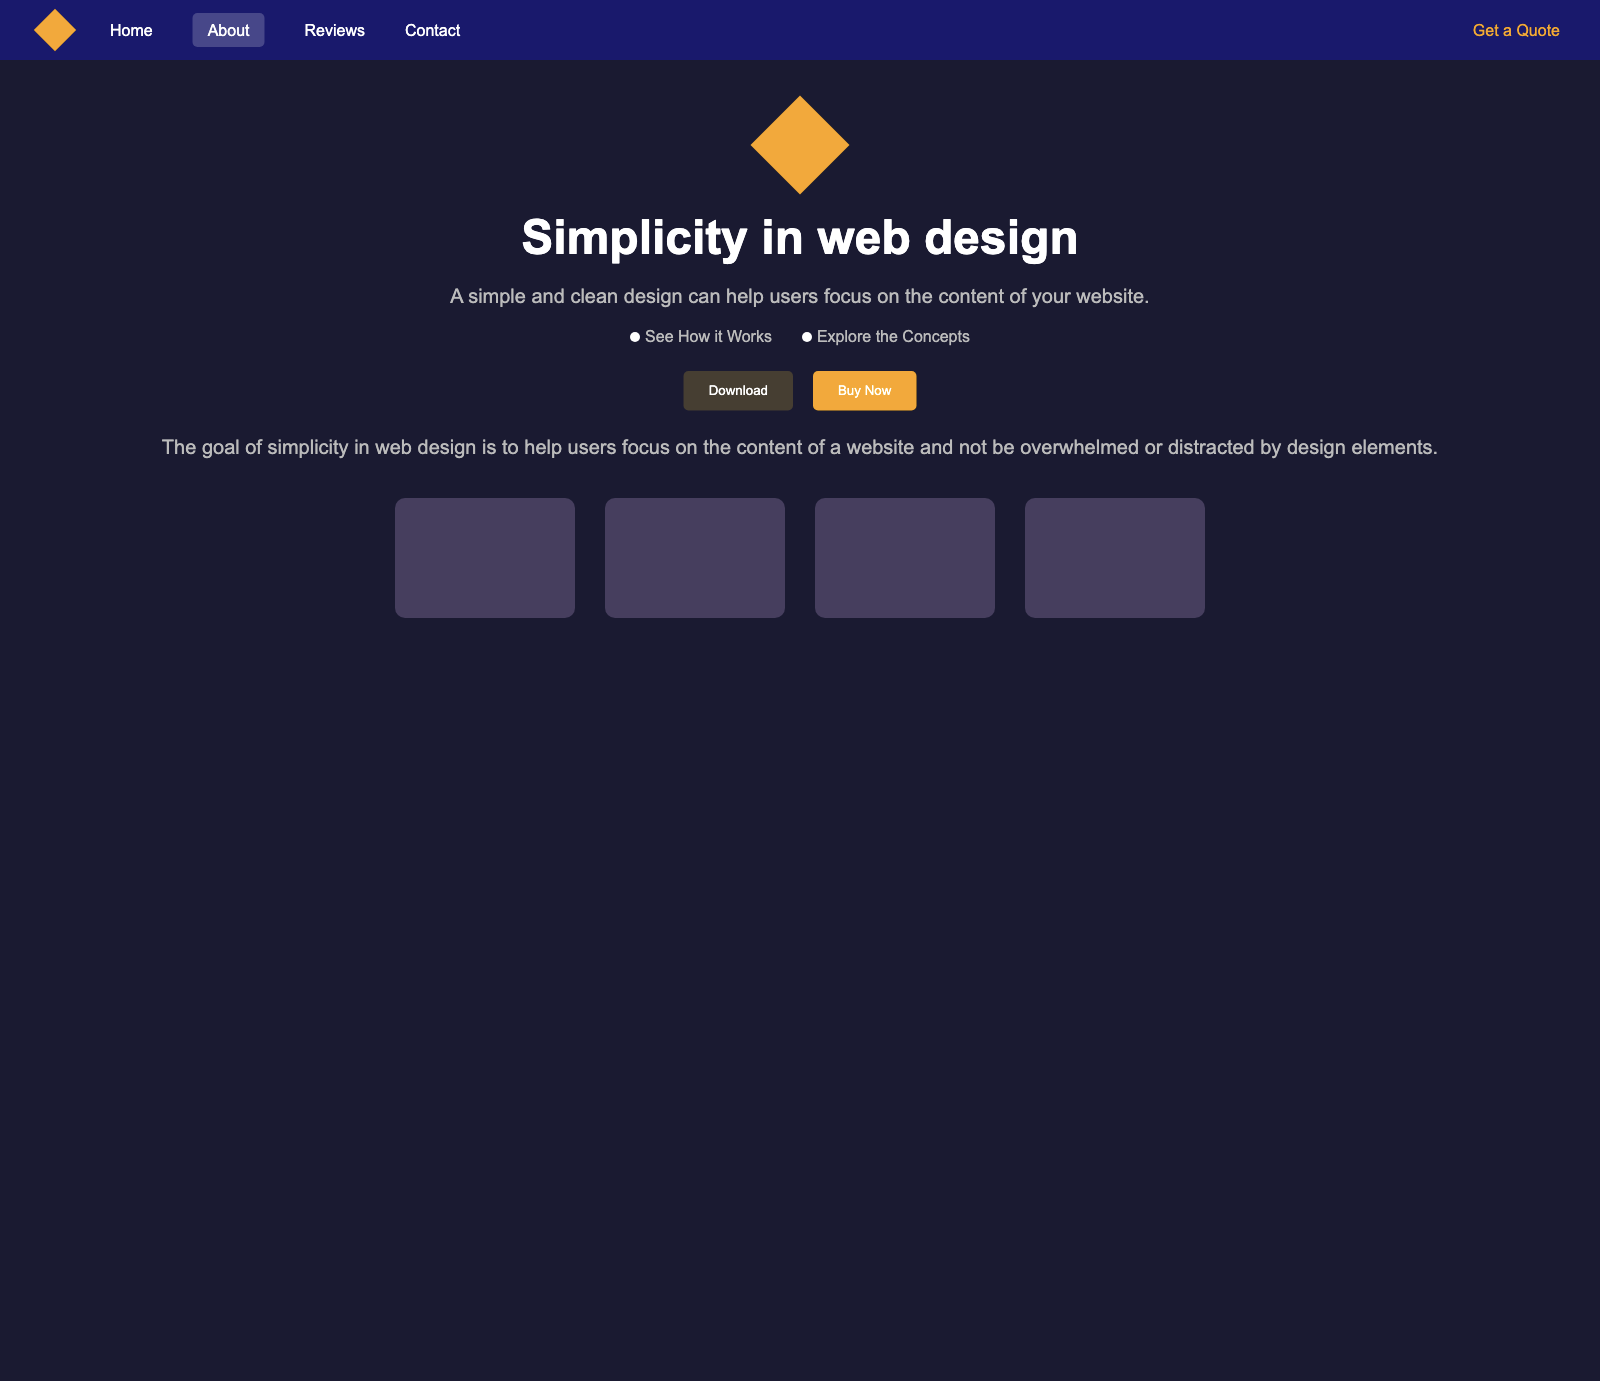 Home About Reviews Contact Get a Quote
Simplicity in web design
A simple and clean design can help users focus on the content of your website.
See How it Works Explore the Concepts
Download Buy Now
The goal of simplicity in web design is to help users focus on the content of a website and not be overwhelmed or distracted by design elements.